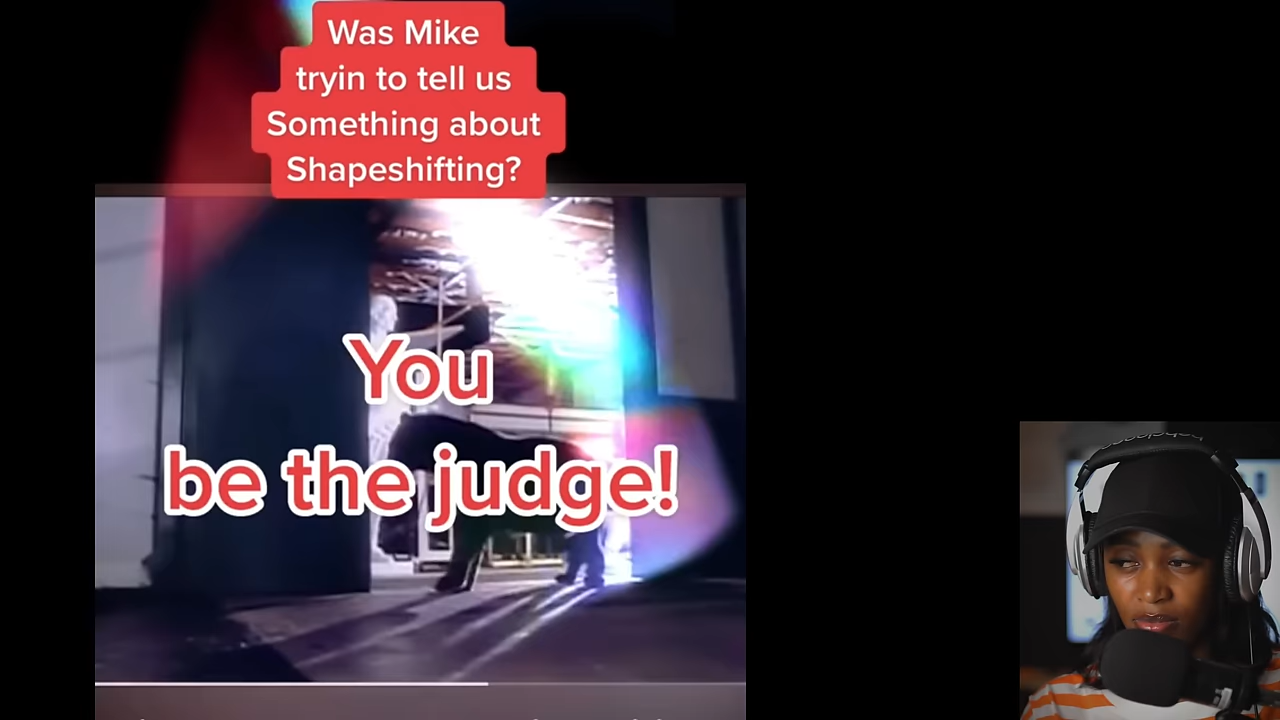 Was Mike
tryin to tell us
Something about
Shapeshifting?
You
be the judge!